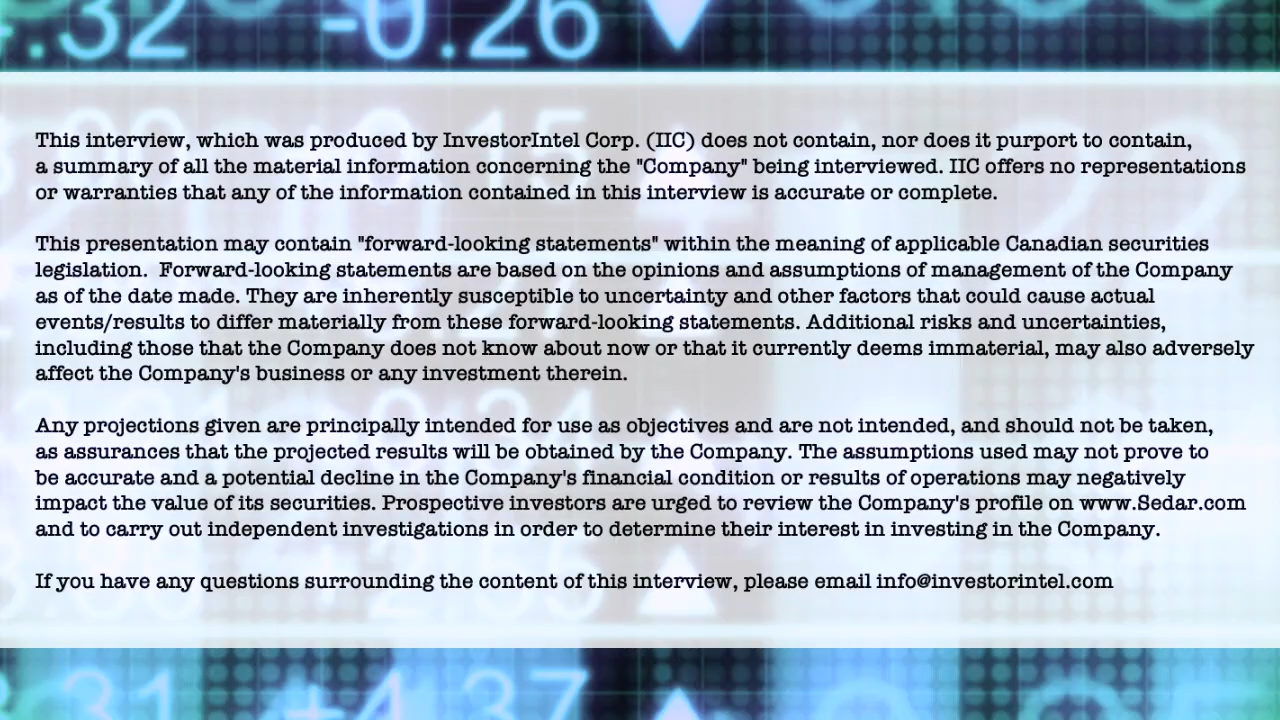 .32 -0.26
This interview, which was produced by InvestorIntel Corp. (IIC) does not contain, nor does it purport to contain,
a summary of all the material information concerning the "Company" being interviewed. IIC offers no representations
or warranties that any of the information contained in this interview is accurate or complete.
This presentation may contain "forward-looking statements" within the meaning of applicable Canadian securities
legislation.  Forward-looking statements are based on the opinions and assumptions of management of the Company
as of the date made. They are inherently susceptible to uncertainty and other factors that could cause actual
events/results to differ materially from these forward-looking statements. Additional risks and uncertainties,
including those that the Company does not know about now or that it currently deems immaterial, may also adversely
affect the Company's business or any investment therein.
Any projections given are principally intended for use as objectives and are not intended, and should not be taken,
as assurances that the projected results will be obtained by the Company. The assumptions used may not prove to
be accurate and a potential decline in the Company's financial condition or results of operations may negatively
impact the value of its securities. Prospective investors are urged to review the Company's profile on www.Sedar.com
and to carry out independent investigations in order to determine their interest in investing in the Company.
If you have any questions surrounding the content of this interview, please email info@investorintel.com
.31 +4.37